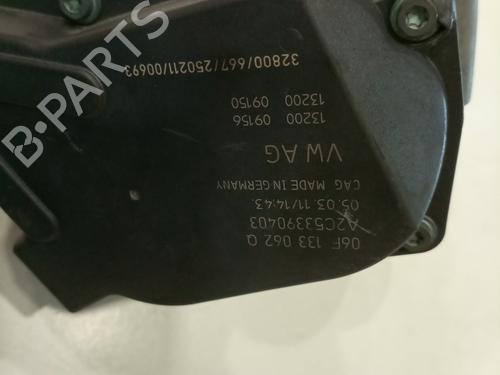 06F 133 062 Q
A2C53390403
05.03.11/14:43.
CAG MADE IN GERMANY
VW AG
13200 09156
13200 09150
32800/667/250211/00693
B-PARTS